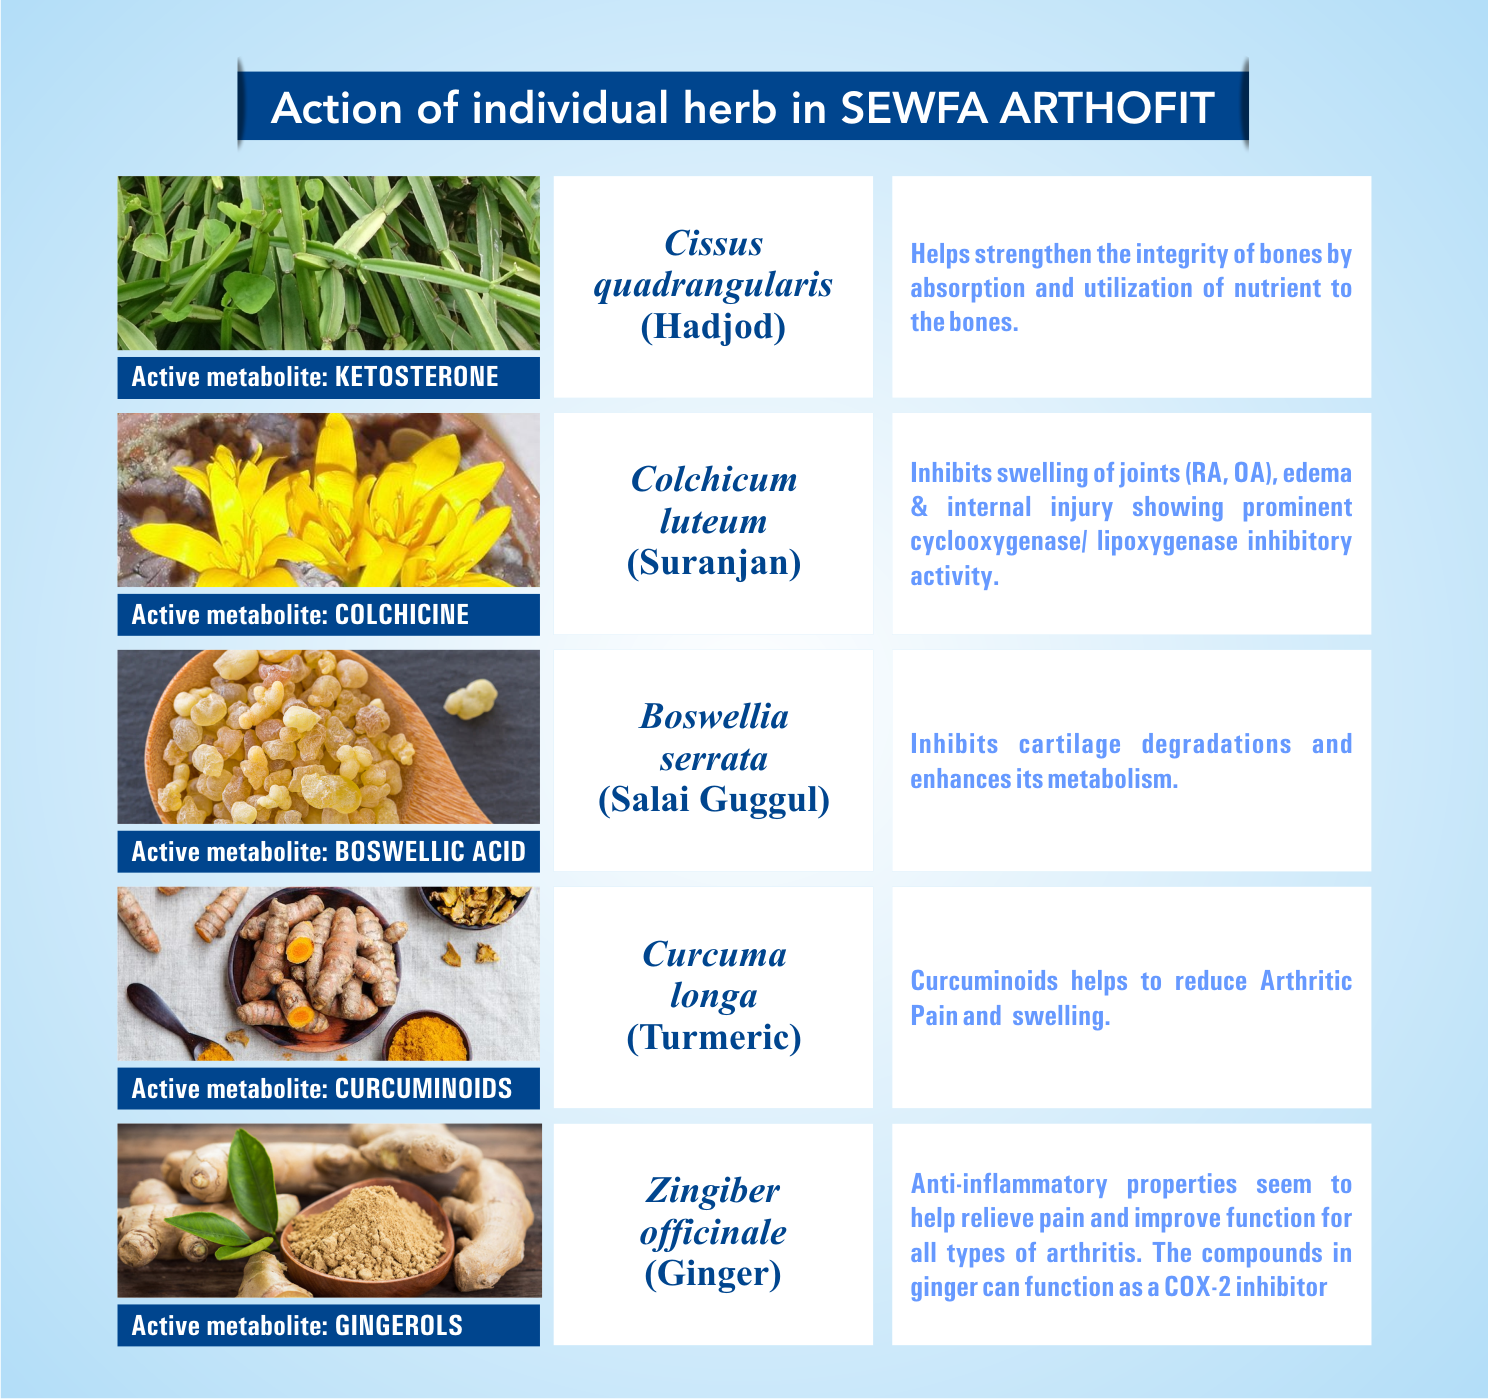 Action of individual herb in SEWFA ARTHOFIT
Active metabolite: KETOSTERONE
Cissus
quadrangularis
(Hadjod)
Helps strengthen the integrity of bones by
absorption and utilization of nutrient to
the bones.
Active metabolite: COLCHICINE
Colchicum
luteum
(Suranjan)
Inhibits swelling of joints (RA, OA), edema
& internal injury showing prominent
cyclooxygenase/ lipoxygenase inhibitory
activity.
Active metabolite: BOSWELLIC ACID
Boswellia
serrata
(Salai Guggul)
Inhibits cartilage degradations and
enhances its metabolism.
Active metabolite: CURCUMINOIDS
Curcuma
longa
(Turmeric)
Curcuminoids helps to reduce Arthritic
Pain and swelling.
Active metabolite: GINGEROLS
Zingiber
officinale
(Ginger)
Anti-inflammatory properties seem to
help relieve pain and improve function for
all types of arthritis. The compounds in
ginger can function as a COX-2 inhibitor